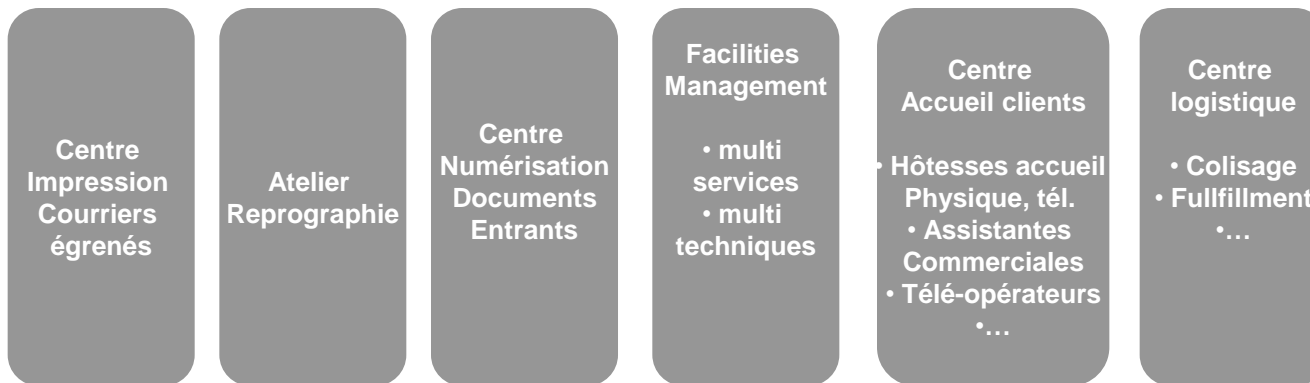 Centre
Impression
Courriers
égrenés
Atelier
Reprographie
Centre
Numérisation
Documents
Entrants
Facilities
Management
• multi
services
• multi
techniques
Centre
Accueil clients
• Hôtesses accueil
Physique, tél.
• Assistantes
Commerciales
• Télé-opérateurs
•…
Centre
logistique
• Colisage
• Fullfillment
•…